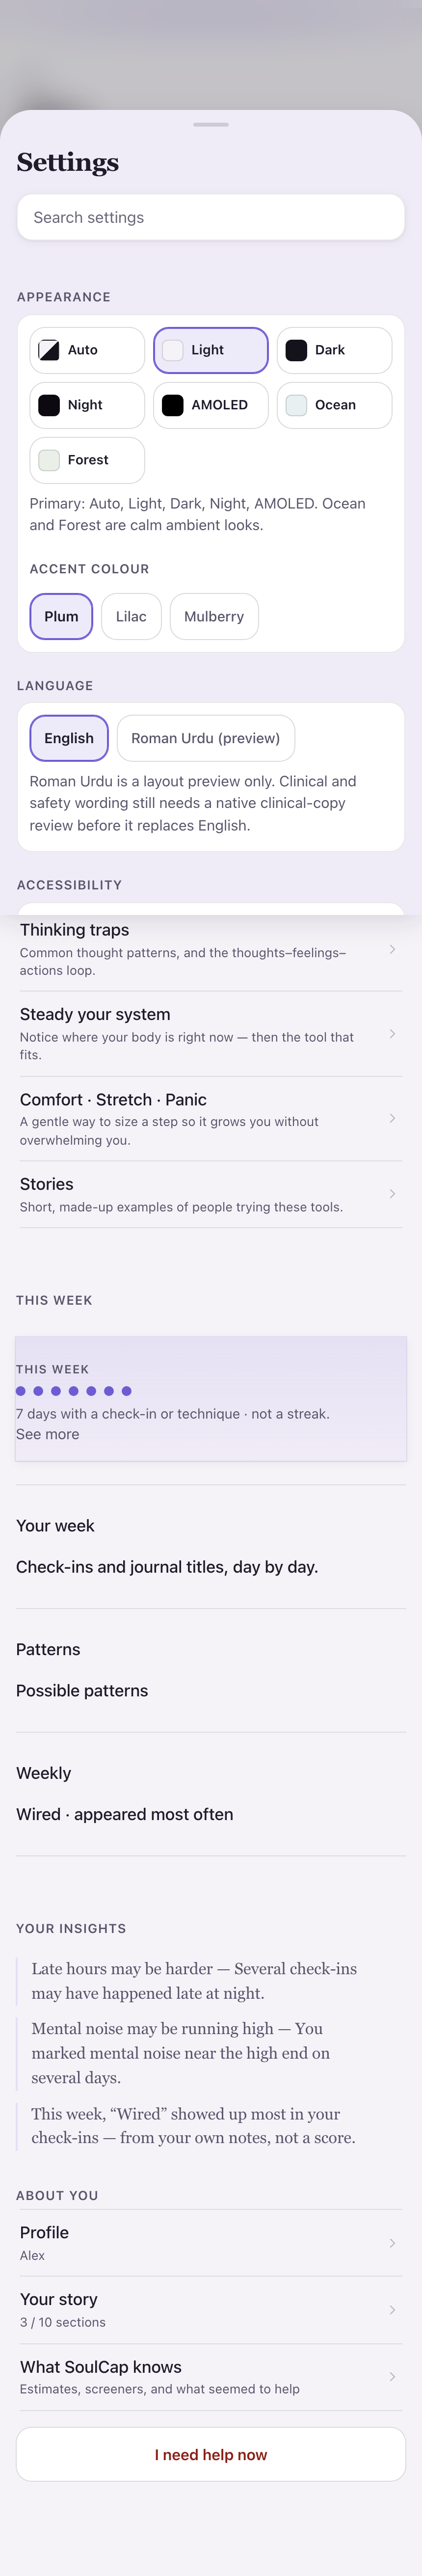 Settings
Search settings
APPEARANCE
Auto
Light
Dark
Night
AMOLED
Ocean
Forest
Primary: Auto, Light, Dark, Night, AMOLED. Ocean
and Forest are calm ambient looks.
ACCENT COLOUR
Plum
Lilac
Mulberry
LANGUAGE
English
Roman Urdu (preview)
Roman Urdu is a layout preview only. Clinical and
safety wording still needs a native clinical-copy
review before it replaces English.
ACCESSIBILITY
Thinking traps
Common thought patterns, and the thoughts–feelings–
actions loop.
Steady your system
Notice where your body is right now — then the tool that
fits.
Comfort · Stretch · Panic
A gentle way to size a step so it grows you without
overwhelming you.
Stories
Short, made-up examples of people trying these tools.
THIS WEEK
THIS WEEK
7 days with a check-in or technique · not a streak.
See more
Your week
Check-ins and journal titles, day by day.
Patterns
Possible patterns
Weekly
Wired · appeared most often
YOUR INSIGHTS
Late hours may be harder — Several check-ins
may have happened late at night.
Mental noise may be running high — You
marked mental noise near the high end on
several days.
This week, “Wired” showed up most in your
check-ins — from your own notes, not a score.
ABOUT YOU
Profile
Alex
Your story
3 / 10 sections
What SoulCap knows
Estimates, screeners, and what seemed to help
I need help now